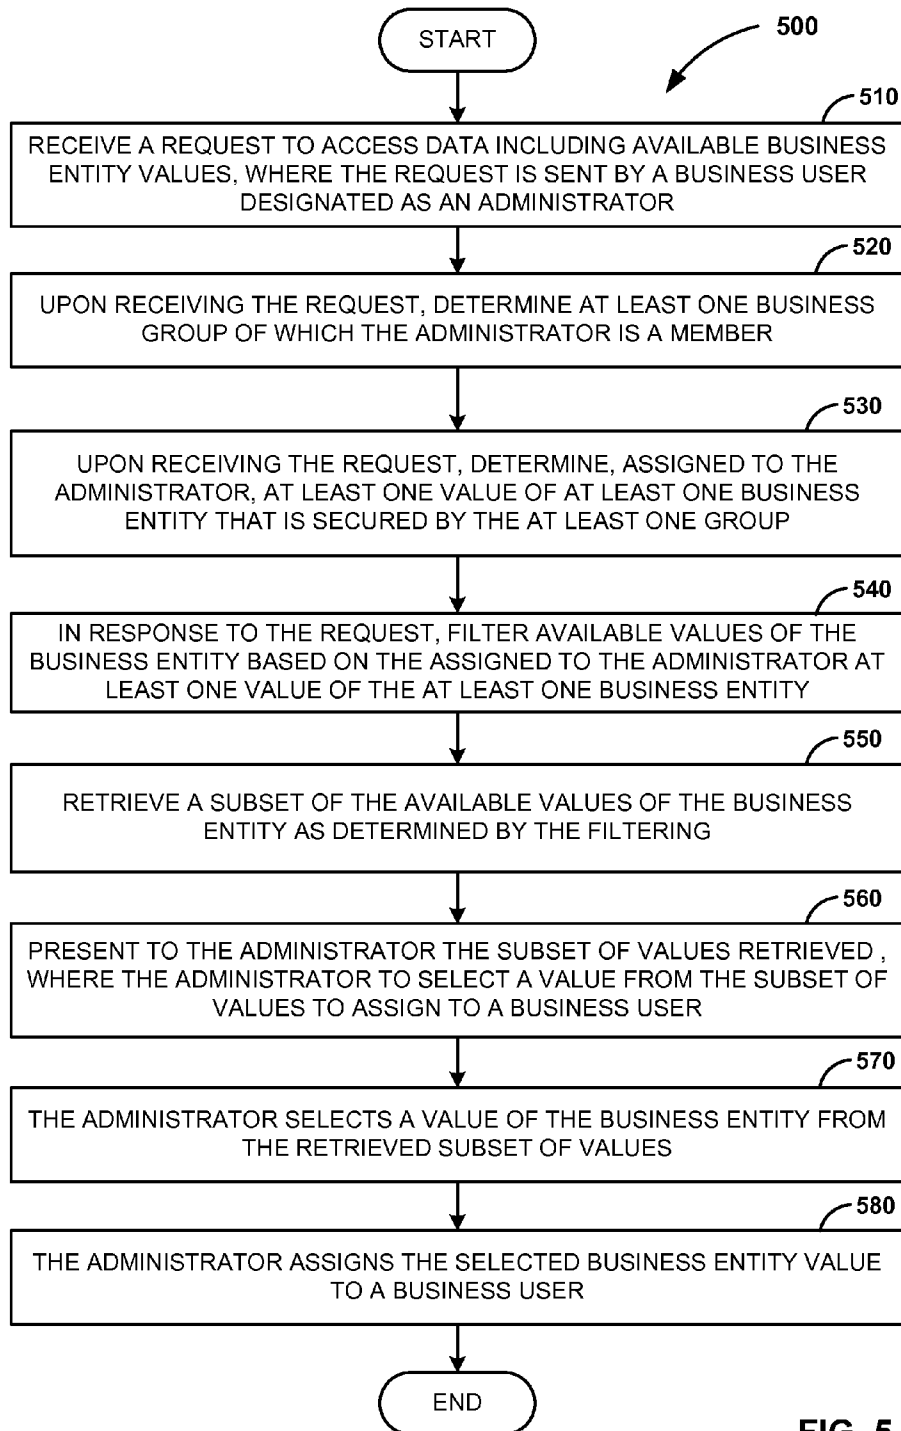 START
500
510
RECEIVE A REQUEST TO ACCESS DATA INCLUDING AVAILABLE BUSINESS
ENTITY VALUES, WHERE THE REQUEST IS SENT BY A BUSINESS USER
DESIGNATED AS AN ADMINISTRATOR
520
UPON RECEIVING THE REQUEST, DETERMINE AT LEAST ONE BUSINESS
GROUP OF WHICH THE ADMINISTRATOR IS A MEMBER
530
UPON RECEIVING THE REQUEST, DETERMINE, ASSIGNED TO THE
ADMINISTRATOR, AT LEAST ONE VALUE OF AT LEAST ONE BUSINESS
ENTITY THAT IS SECURED BY THE AT LEAST ONE GROUP
540
IN RESPONSE TO THE REQUEST, FILTER AVAILABLE VALUES OF THE
BUSINESS ENTITY BASED ON THE ASSIGNED TO THE ADMINISTRATOR AT
LEAST ONE VALUE OF THE AT LEAST ONE BUSINESS ENTITY
550
RETRIEVE A SUBSET OF THE AVAILABLE VALUES OF THE BUSINESS
ENTITY AS DETERMINED BY THE FILTERING
560
PRESENT TO THE ADMINISTRATOR THE SUBSET OF VALUES RETRIEVED ,
WHERE THE ADMINISTRATOR TO SELECT A VALUE FROM THE SUBSET OF
VALUES TO ASSIGN TO A BUSINESS USER
570
THE ADMINISTRATOR SELECTS A VALUE OF THE BUSINESS ENTITY FROM
THE RETRIEVED SUBSET OF VALUES
580
THE ADMINISTRATOR ASSIGNS THE SELECTED BUSINESS ENTITY VALUE
TO A BUSINESS USER
END
FIG. 5